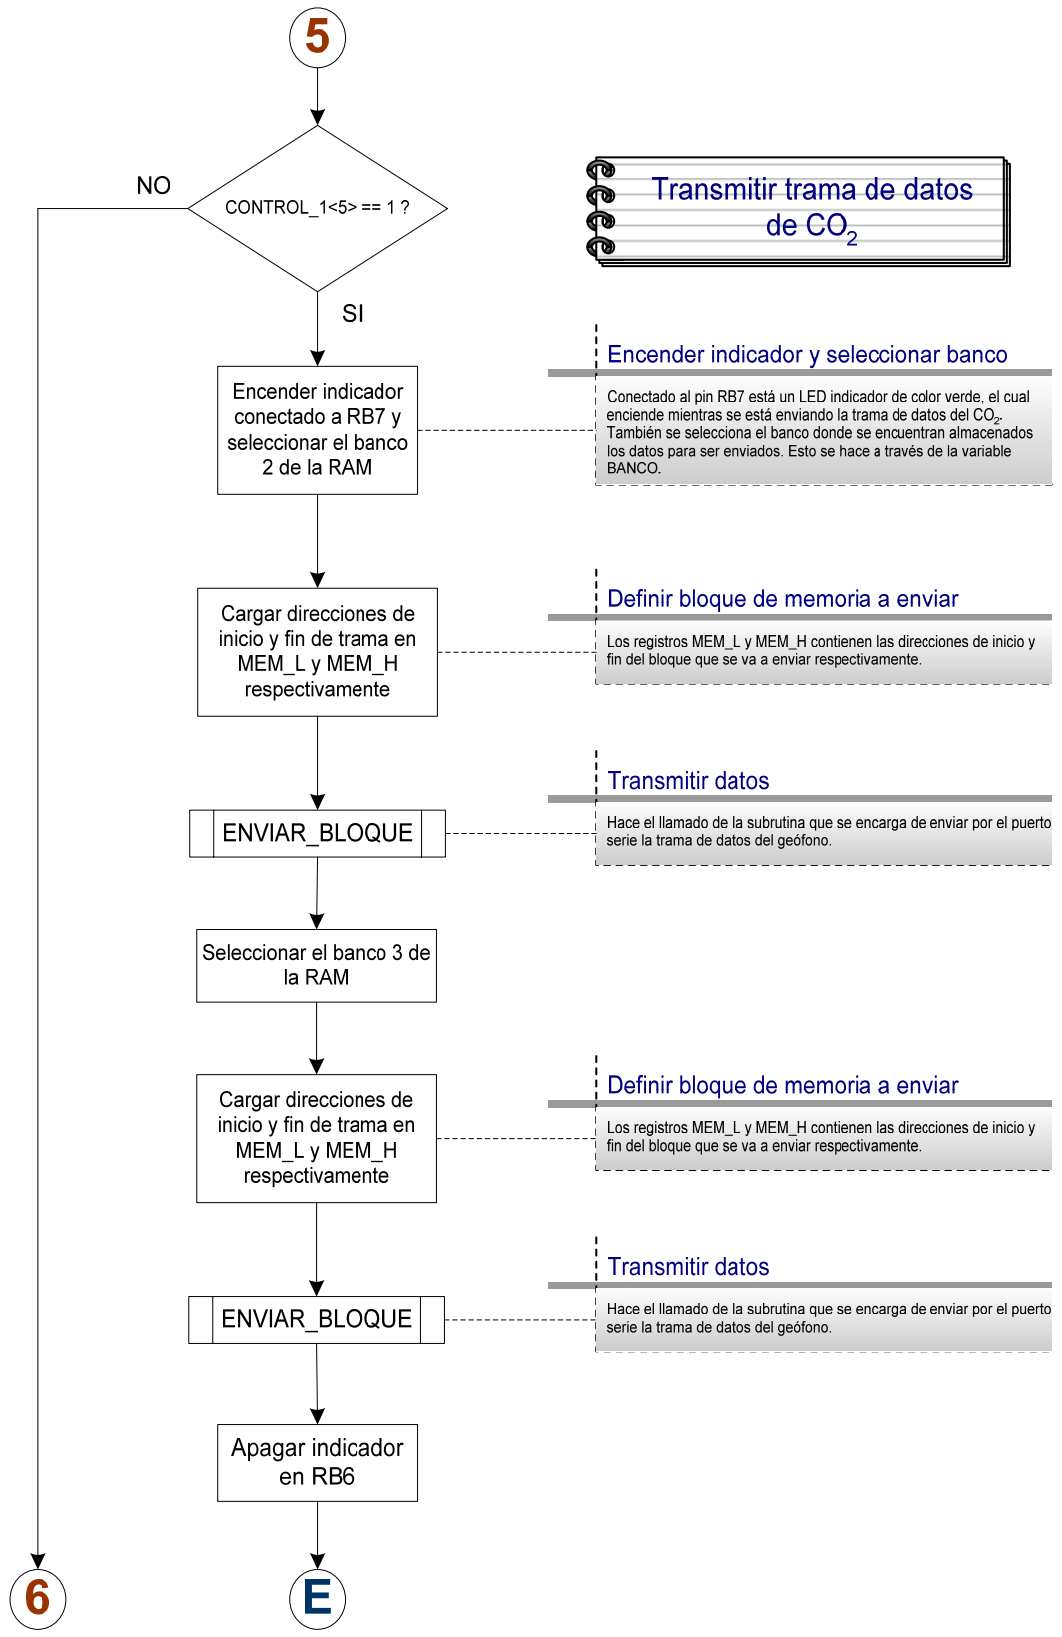 5
NO
CONTROL_1<5> == 1 ?
SI
Transmitir trama de datos
de CO2
Encender indicador
conectado a RB7 y
seleccionar el banco
2 de la RAM
Encender indicador y seleccionar banco
Conectado al pin RB7 está un LED indicador de color verde, el cual
enciende mientras se está enviando la trama de datos del CO2.
También se selecciona el banco donde se encuentran almacenados
los datos para ser enviados. Esto se hace a través de la variable
BANCO.
Cargar direcciones de
inicio y fin de trama en
MEM_L y MEM_H
respectivamente
Definir bloque de memoria a enviar
Los registros MEM_L y MEM_H contienen las direcciones de inicio y
fin del bloque que se va a enviar respectivamente.
ENVIAR_BLOQUE
Transmitir datos
Hace el llamado de la subrutina que se encarga de enviar por el puerto
serie la trama de datos del geófono.
Seleccionar el banco 3 de
la RAM
Cargar direcciones de
inicio y fin de trama en
MEM_L y MEM_H
respectivamente
Definir bloque de memoria a enviar
Los registros MEM_L y MEM_H contienen las direcciones de inicio y
fin del bloque que se va a enviar respectivamente.
ENVIAR_BLOQUE
Transmitir datos
Hace el llamado de la subrutina que se encarga de enviar por el puerto
serie la trama de datos del geófono.
Apagar indicador
en RB6
6
E